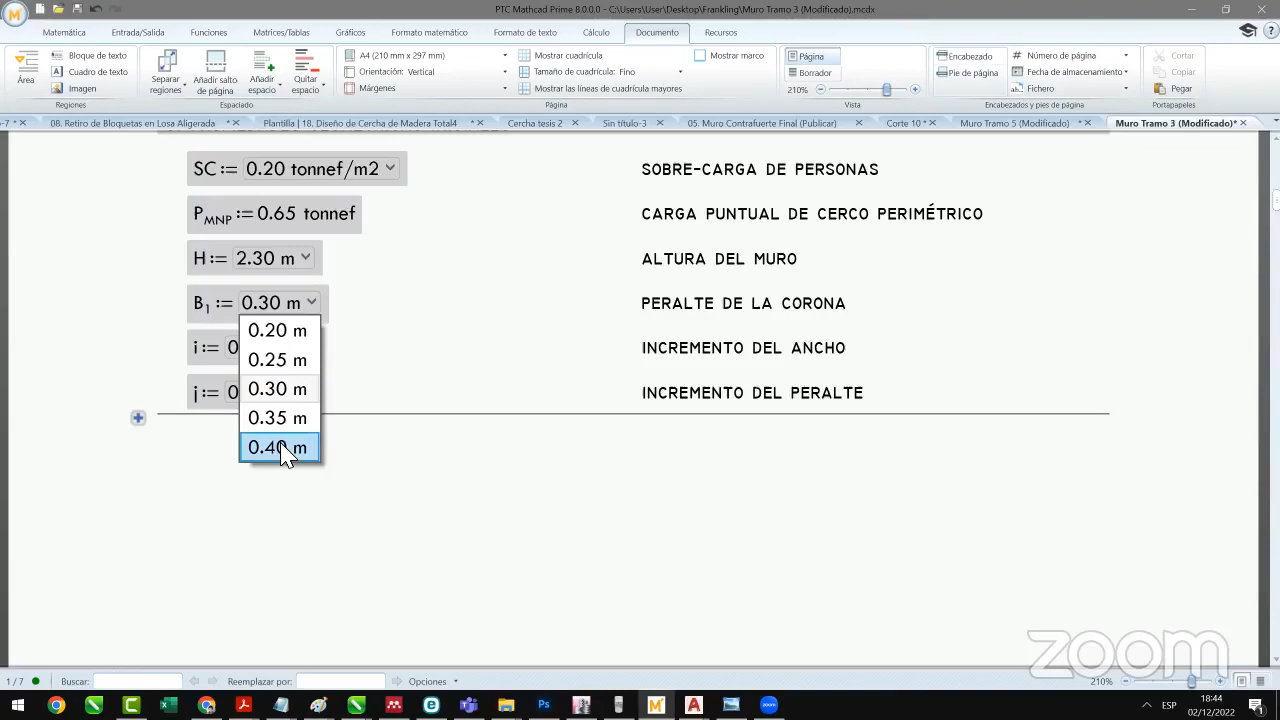 PTC Mathcad Prime 8.0.0.0 - C:\Users\User\Desktop\Frankling\Muro Tramo 3 (Modificado).mcdx
Matemática Entrada/Salida Funciones Matrices/Tablas Gráficos Formato matemático Formato de texto Cálculo Documento Recursos
Área
Bloque de texto
Cuadro de texto
Imagen
Regiones
Separar regiones
Añadir salto de página
Añadir espacio
Quitar espacio
Espaciado
A4 (210 mm x 297 mm)
Orientación: Vertical
Márgenes
Mostrar cuadrícula
Tamaño de cuadrícula: Fino
Mostrar las líneas de cuadrícula mayores
Mostrar marco
Página
Página
Borrador
210%
Vista
Encabezado
Pie de página
Número de página
Fecha de almacenamiento
Fichero
Encabezados y pies de página
Cortar
Copiar
Pegar
Portapapeles
-7 * 08. Retiro de Bloquetas en Losa Aligerada * Plantilla | 18. Diseño de Cercha de Madera Total4 * Cercha tesis 2 Sin título-3 * 05. Muro Contrafuerte Final (Publicar) Corte 10 * Muro Tramo 5 (Modificado) * Muro Tramo 3 (Modificado)*
SC:= 0.20 tonnef/m2 SOBRE-CARGA DE PERSONAS
PMNP:=0.65 tonnef CARGA PUNTUAL DE CERCO PERIMÉTRICO
H:= 2.30 m ALTURA DEL MURO
B1 := 0.30 m PERALTE DE LA CORONA
0.20 m
i:= 0 INCREMENTO DEL ANCHO
0.25 m
0.30 m
j:= 0 INCREMENTO DEL PERALTE
0.35 m
0.40 m
zoom
1 / 7 Buscar: Reemplazar por: Opciones 210%
ESP
18:44
02/12/2022